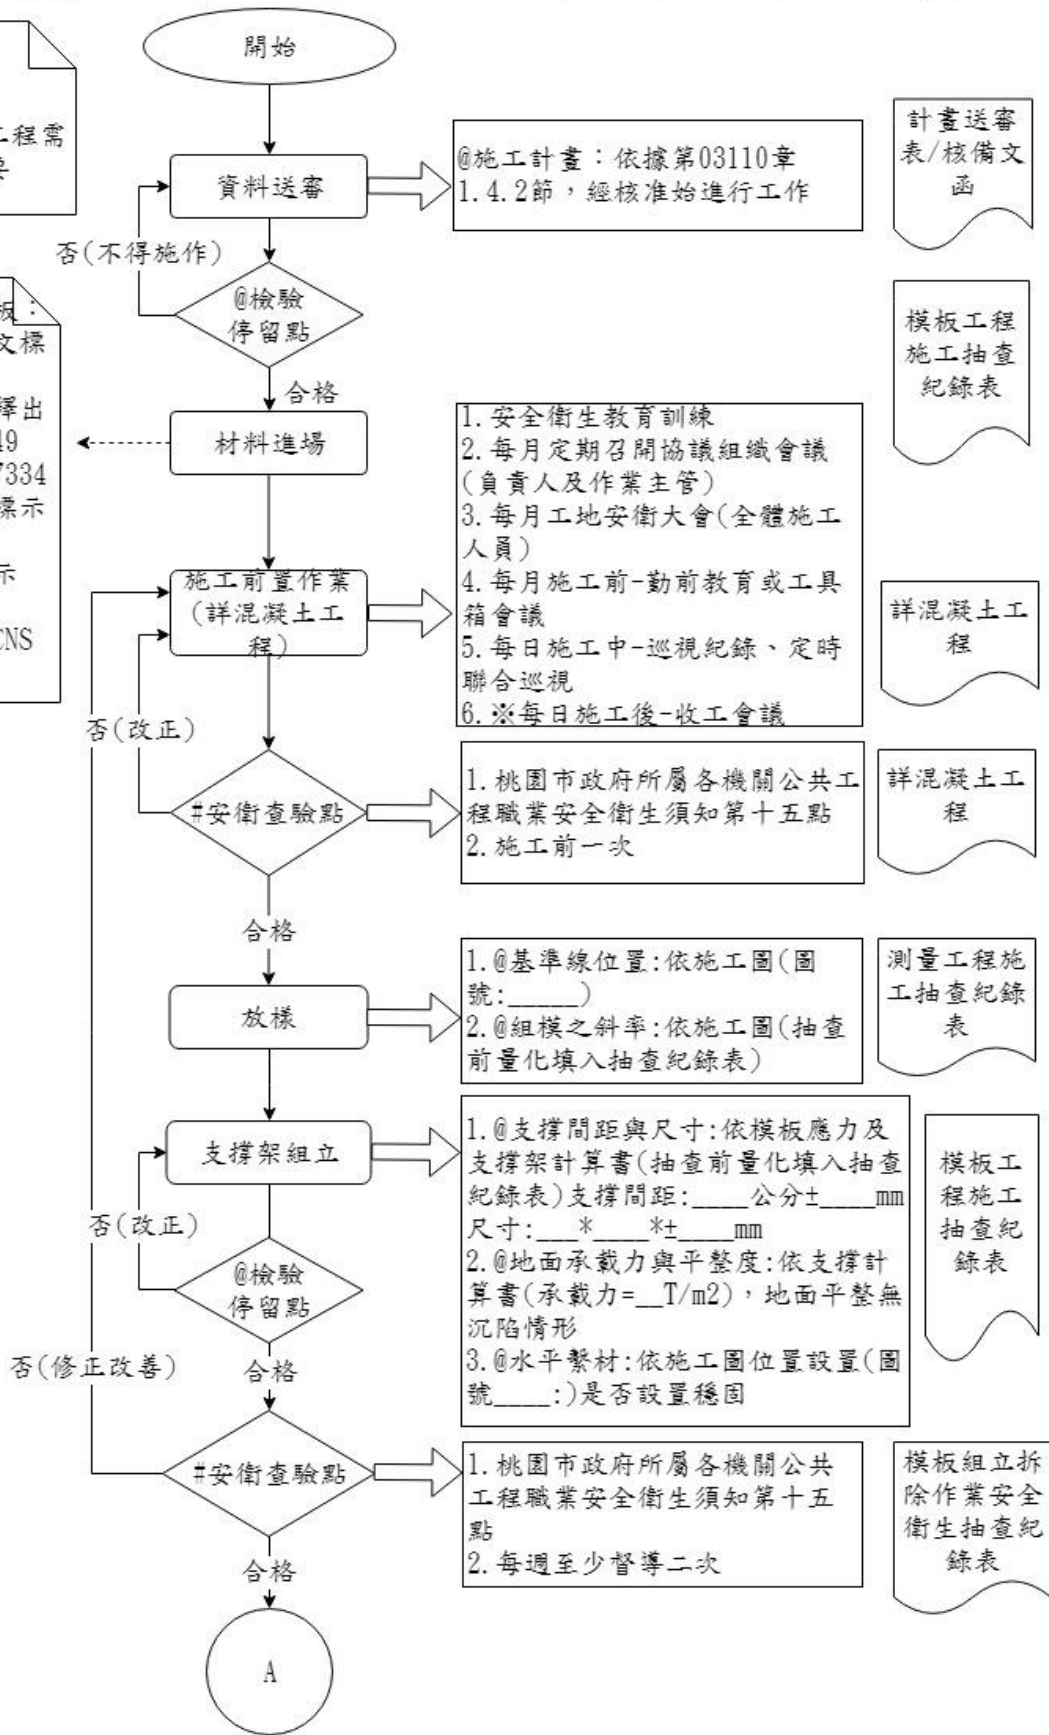 開始
工程需
要
資料送審
@施工計畫：依據第03110章
1.4.2節，經核准始進行工作
計畫送審
表/核備文
函
否(不得施作)
@檢驗
停留點
模板工程
施工抽查
紀錄表
合格
板：
文標
釋出
49
7334
標示
示
CNS
材料進場
1.安全衛生教育訓練
2.每月定期召開協議組織會議
(負責人及作業主管)
3.每月工地安衛大會(全體施工
人員)
4.每月施工前-勤前教育或工具
箱會議
5.每日施工中-巡視紀錄、定時
聯合巡視
6.※每日施工後-收工會議
施工前置作業
(詳混凝土工
程)
詳混凝土工
程
否(改正)
#安衛查驗點
1.桃園市政府所屬各機關公共工
程職業安全衛生須知第十五點
2.施工前一次
詳混凝土工
程
合格
放樣
1.@基準線位置:依施工圖(圖
號:_____)
2.@組模之斜率:依施工圖(抽查
前量化填入抽查紀錄表)
測量工程施
工抽查紀錄
表
支撐架組立
1.@支撐間距與尺寸:依模板應力及
支撐架計算書(抽查前量化填入抽查
紀錄表)支撐間距:____公分±____mm
尺寸:___*____*±____mm
2.@地面承載力與平整度:依支撐計
算書(承載力=__T/m2)，地面平整無
沉陷情形
3.@水平繫材:依施工圖位置設置(圖
號____:)是否設置穩固
模板工
程施工
抽查紀
錄表
否(改正)
@檢驗
停留點
否(修正改善)
合格
#安衛查驗點
1.桃園市政府所屬各機關公共
工程職業安全衛生須知第十五
點
2.每週至少督導二次
模板組立拆
除作業安全
衛生抽查紀
錄表
合格
A